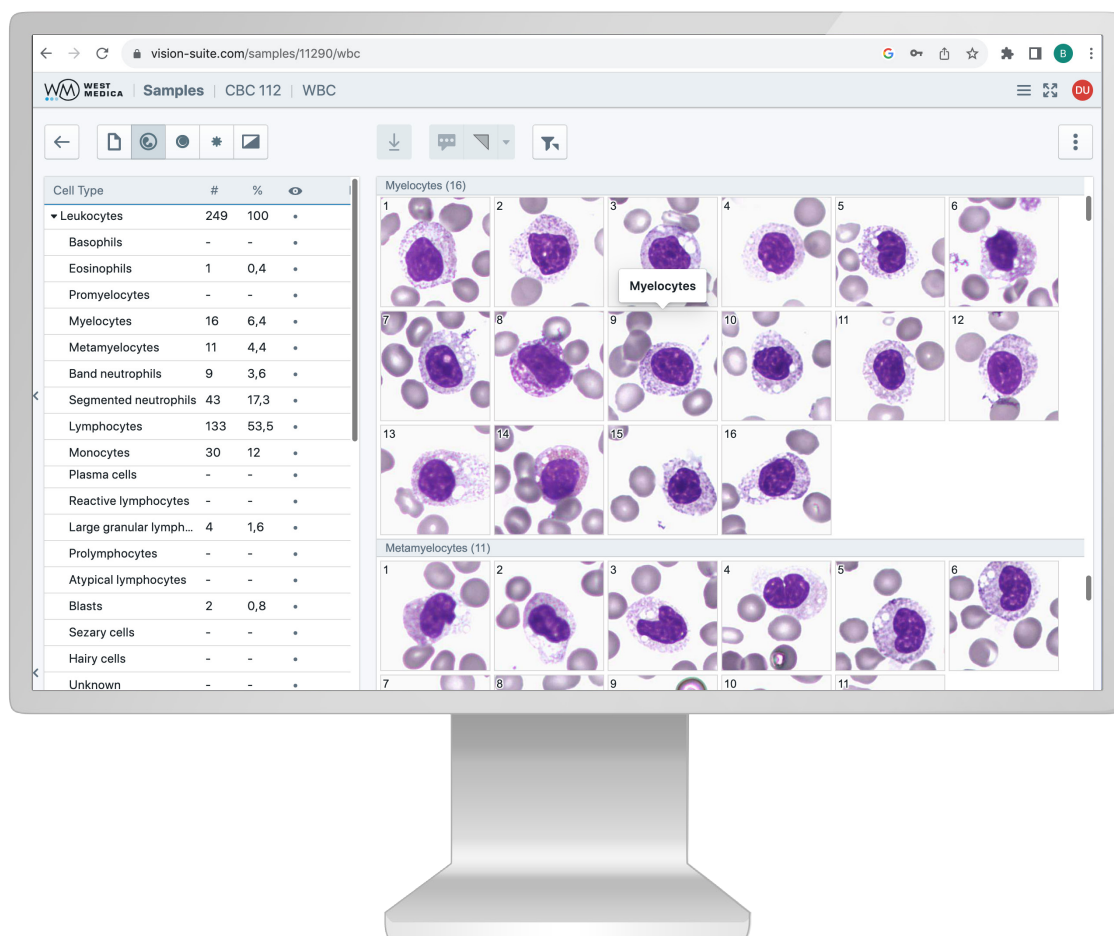 vision-suite.com/samples/11290/wbc
B
WM WEST MEDICA Samples | CBC 112 | WBC
DU
Cell Type # %
Leukocytes 249 100
Basophils - -
Eosinophils 1 0,4
Promyelocytes - -
Myelocytes 16 6,4
Metamyelocytes 11 4,4
Band neutrophils 9 3,6
Segmented neutrophils 43 17,3
Lymphocytes 133 53,5
Monocytes 30 12
Plasma cells - -
Reactive lymphocytes - -
Large granular lymph... 4 1,6
Prolymphocytes - -
Atypical lymphocytes - -
Blasts 2 0,8
Sezary cells - -
Hairy cells - -
Unknown - -
Myelocytes (16)
1 2 3 4 5 6
Myelocytes
7 8 9 10 11 12
13 14 15 16
Metamyelocytes (11)
1 2 3 4 5 6
7 8 9 10 11